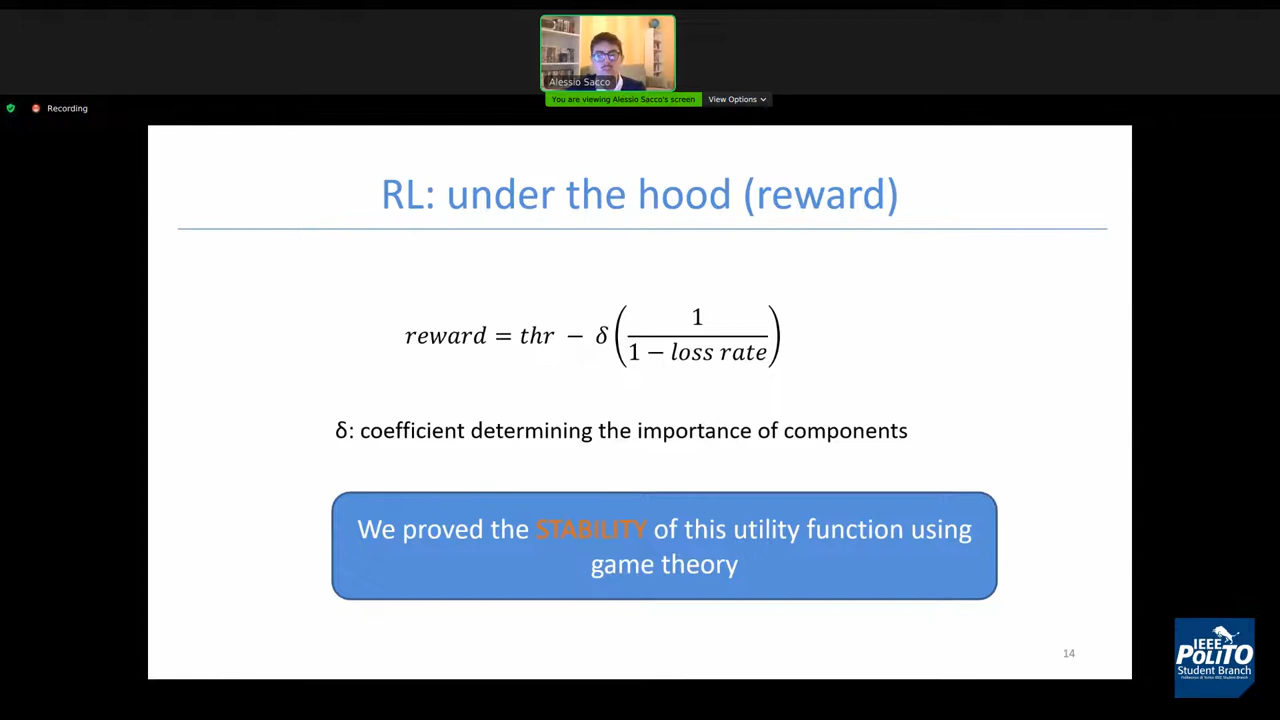 Alessio Sacco
You are viewing Alessio Sacco's screen
View Options
Recording
RL: under the hood (reward)
reward = thr − δ(1 / (1 − loss rate))
δ: coefficient determining the importance of components
We proved the STABILITY of this utility function using
game theory
14
IEEE
POLITO
Student Branch